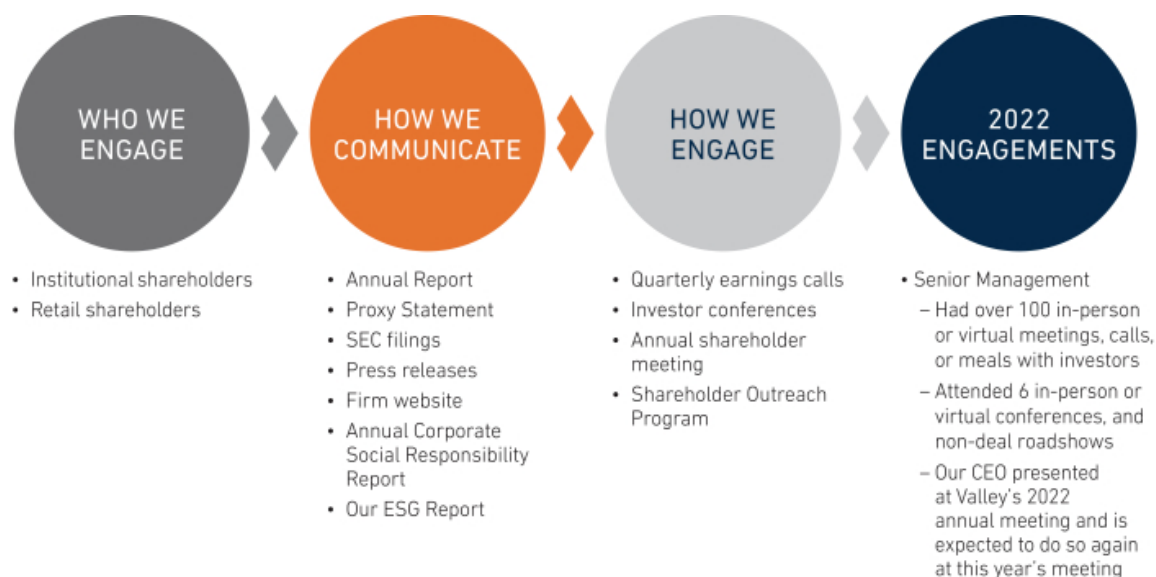 WHO WE
ENGAGE
HOW WE
COMMUNICATE
HOW WE
ENGAGE
2022
ENGAGEMENTS
• Institutional shareholders
• Retail shareholders
• Annual Report
• Proxy Statement
• SEC filings
• Press releases
• Firm website
• Annual Corporate
Social Responsibility
Report
• Our ESG Report
• Quarterly earnings calls
• Investor conferences
• Annual shareholder
meeting
• Shareholder Outreach
Program
• Senior Management
– Had over 100 in-person
or virtual meetings, calls,
or meals with investors
– Attended 6 in-person or
virtual conferences, and
non-deal roadshows
– Our CEO presented
at Valley's 2022
annual meeting and is
expected to do so again
at this year's meeting